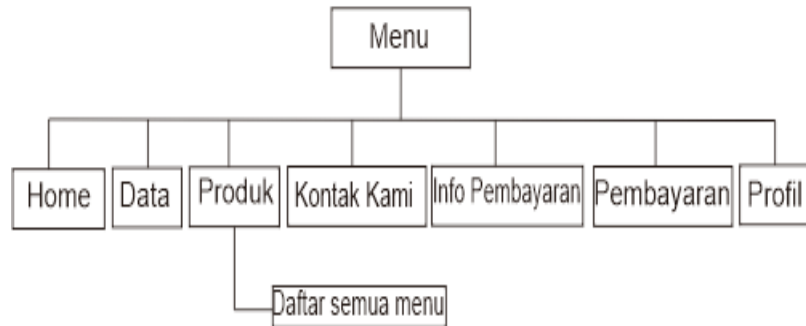 Menu
Home
Data
Produk
Kontak Kami
Info Pembayaran
Pembayaran
Profil
Daftar semua menu